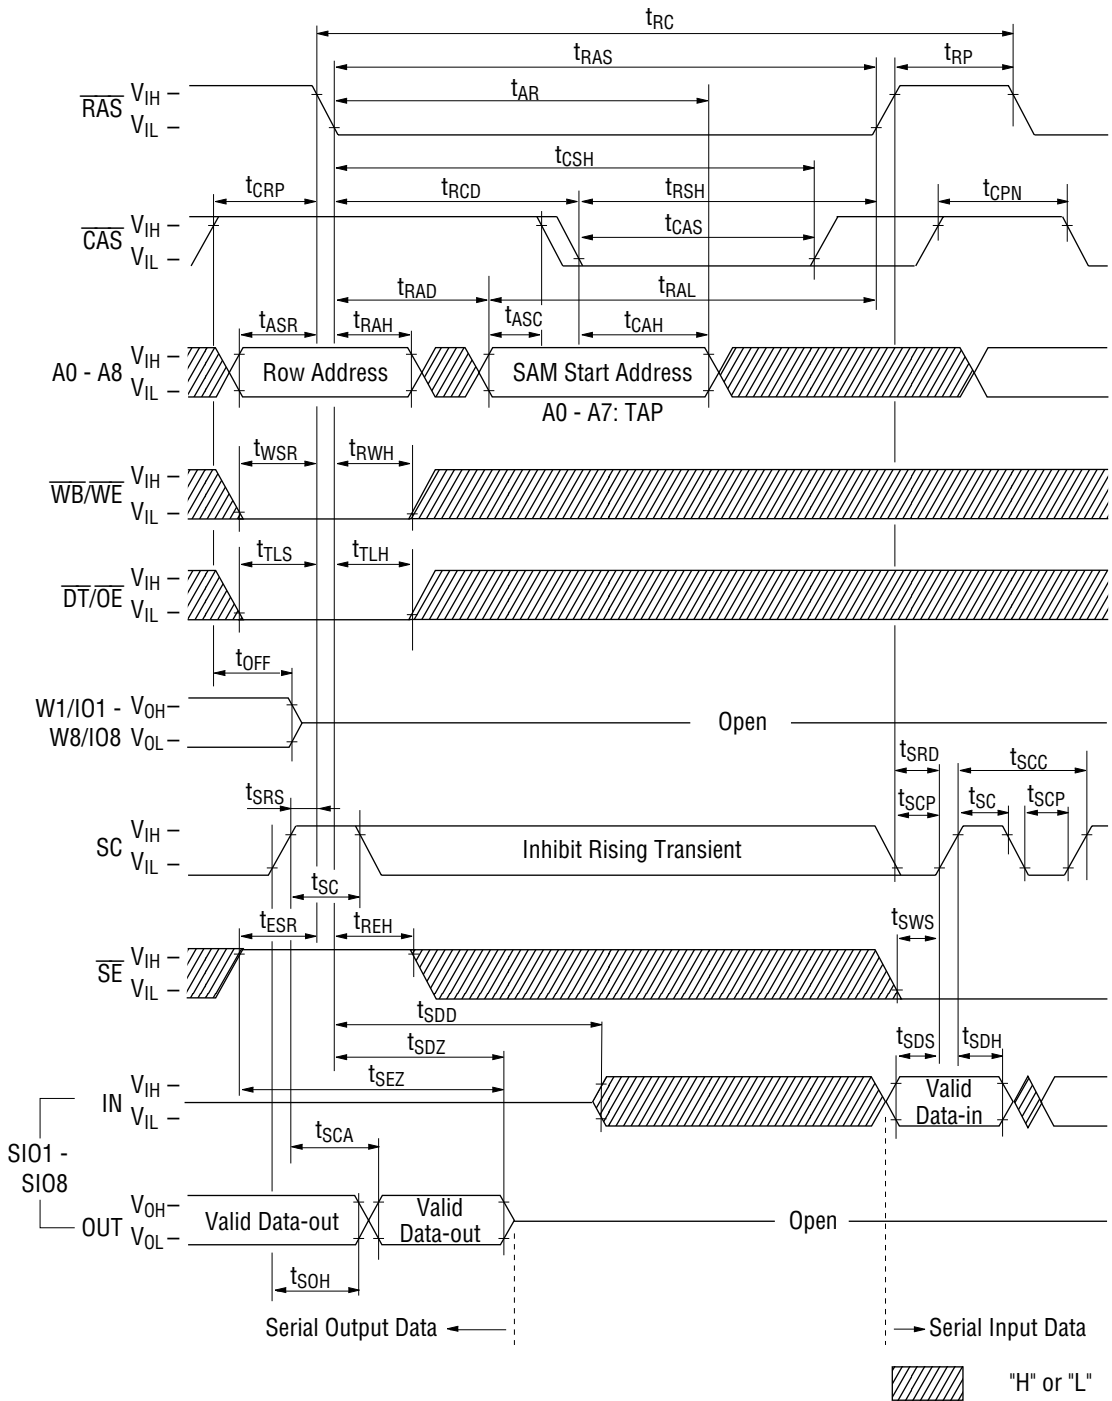 tRC
tRAS
tRP
tAR
RAS VIH
VIL
tCSH
tCRP
tRCD
tRSH
tCPN
CAS VIH
VIL
tCAS
tRAD
tRAL
tASR
tRAH
tASC
tCAH
A0 - A8 VIH
VIL
Row Address
SAM Start Address
A0 - A7: TAP
tWSR
tRWH
WB/WE VIH
VIL
tTLS
tTLH
DT/OE VIH
VIL
tOFF
W1/IO1 - VOH
W8/IO8 VOL
Open
tSRD
tSCC
tSRS
tSCP
tSC
tSCP
SC VIH
VIL
Inhibit Rising Transient
tSC
tESR
tREH
tSWS
SE VIH
VIL
tSDD
tSDZ
tSDS
tSDH
tSEZ
IN VIH
VIL
Valid
Data-in
tSCA
SIO1 -
SIO8
OUT VOH
VOL
Valid Data-out
Valid
Data-out
Open
tSOH
Serial Output Data
Serial Input Data
"H" or "L"